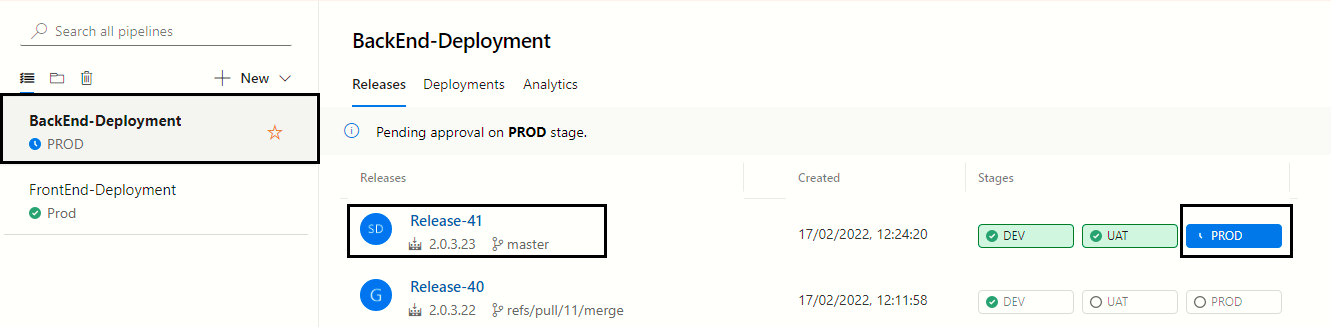 Search all pipelines
New
BackEnd-Deployment
PROD
FrontEnd-Deployment
Prod
BackEnd-Deployment
Releases Deployments Analytics
Pending approval on PROD stage.
Releases Created Stages
SD Release-41
2.0.3.23 master 17/02/2022, 12:24:20 DEV UAT PROD
G Release-40
2.0.3.22 refs/pull/11/merge 17/02/2022, 12:11:58 DEV UAT PROD